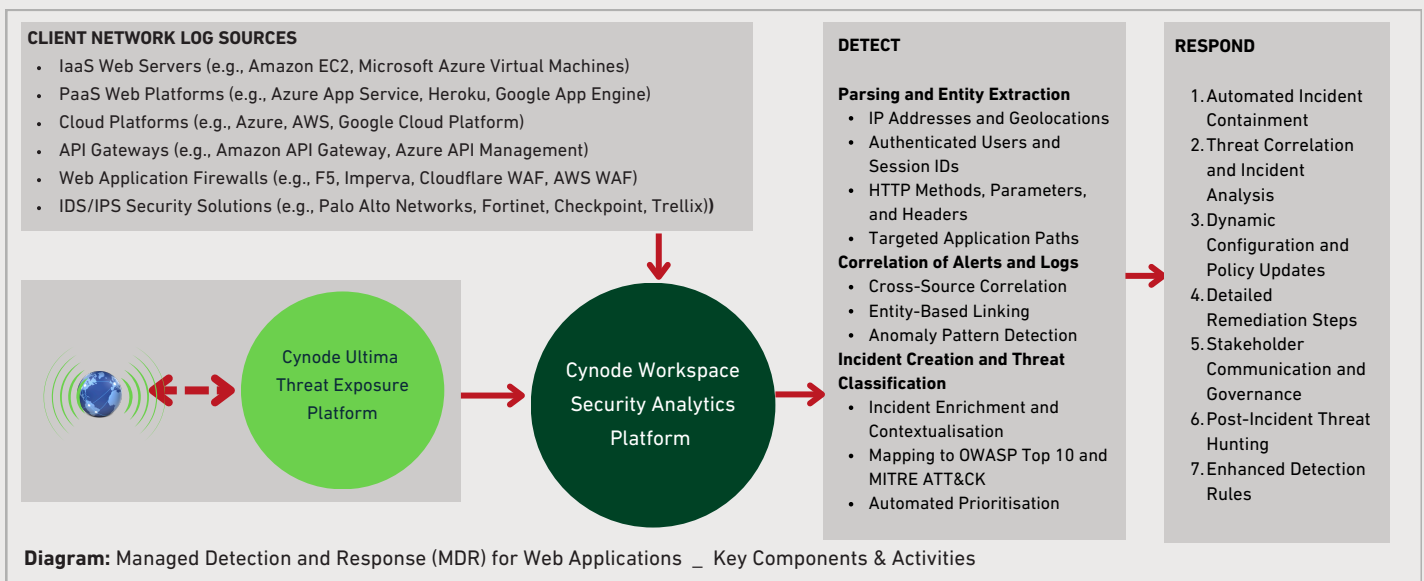 CLIENT NETWORK LOG SOURCES
• IaaS Web Servers (e.g., Amazon EC2, Microsoft Azure Virtual Machines)
• PaaS Web Platforms (e.g., Azure App Service, Heroku, Google App Engine)
• Cloud Platforms (e.g., Azure, AWS, Google Cloud Platform)
• API Gateways (e.g., Amazon API Gateway, Azure API Management)
• Web Application Firewalls (e.g., F5, Imperva, Cloudflare WAF, AWS WAF)
• IDS/IPS Security Solutions (e.g., Palo Alto Networks, Fortinet, Checkpoint, Trellix))
Cynode Ultima
Threat Exposure
Platform
Cynode Workspace
Security Analytics
Platform
DETECT
Parsing and Entity Extraction
• IP Addresses and Geolocations
• Authenticated Users and
Session IDs
• HTTP Methods, Parameters,
and Headers
• Targeted Application Paths
Correlation of Alerts and Logs
• Cross-Source Correlation
• Entity-Based Linking
• Anomaly Pattern Detection
Incident Creation and Threat
Classification
• Incident Enrichment and
Contextualisation
• Mapping to OWASP Top 10 and
MITRE ATT&CK
• Automated Prioritisation
RESPOND
1. Automated Incident
Containment
2. Threat Correlation
and Incident
Analysis
3. Dynamic
Configuration and
Policy Updates
4. Detailed
Remediation Steps
5. Stakeholder
Communication and
Governance
6. Post-Incident Threat
Hunting
7. Enhanced Detection
Rules
Diagram: Managed Detection and Response (MDR) for Web Applications _ Key Components & Activities